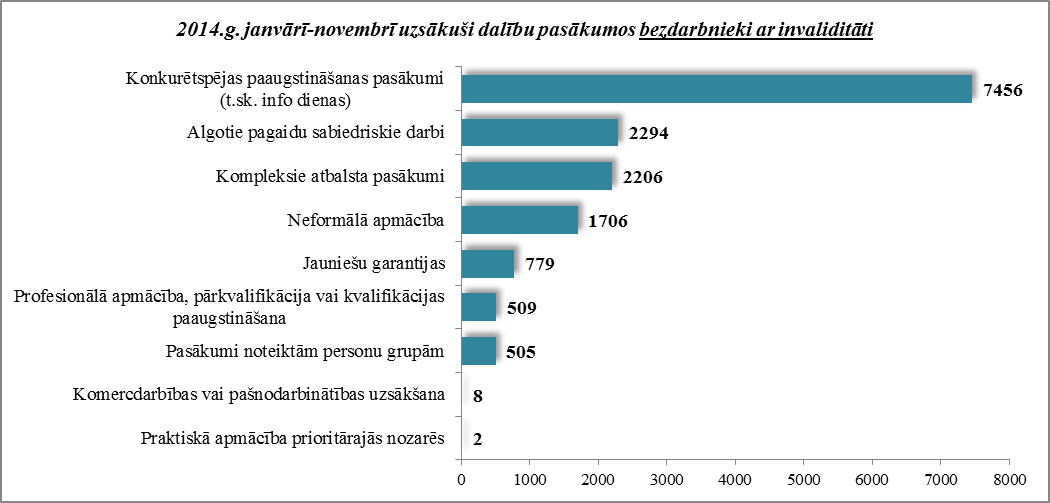 2014.g. janvārī-novembrī uzsākuši dalību pasākumos bezdarbnieki ar invaliditāti
Konkurētspējas paaugstināšanas pasākumi
(t.sk. info dienas)
7456
Algotie pagaidu sabiedriskie darbi
2294
Kompleksie atbalsta pasākumi
2206
Neformālā apmācība
1706
Jauniešu garantijas
779
Profesionālā apmācība, pārkvalifikācija vai kvalifikācijas
paaugstināšana
509
Pasākumi noteiktām personu grupām
505
Komercdarbības vai pašnodarbinātības uzsākšana
8
Praktiskā apmācība prioritārajās nozarēs
2
0 1000 2000 3000 4000 5000 6000 7000 8000